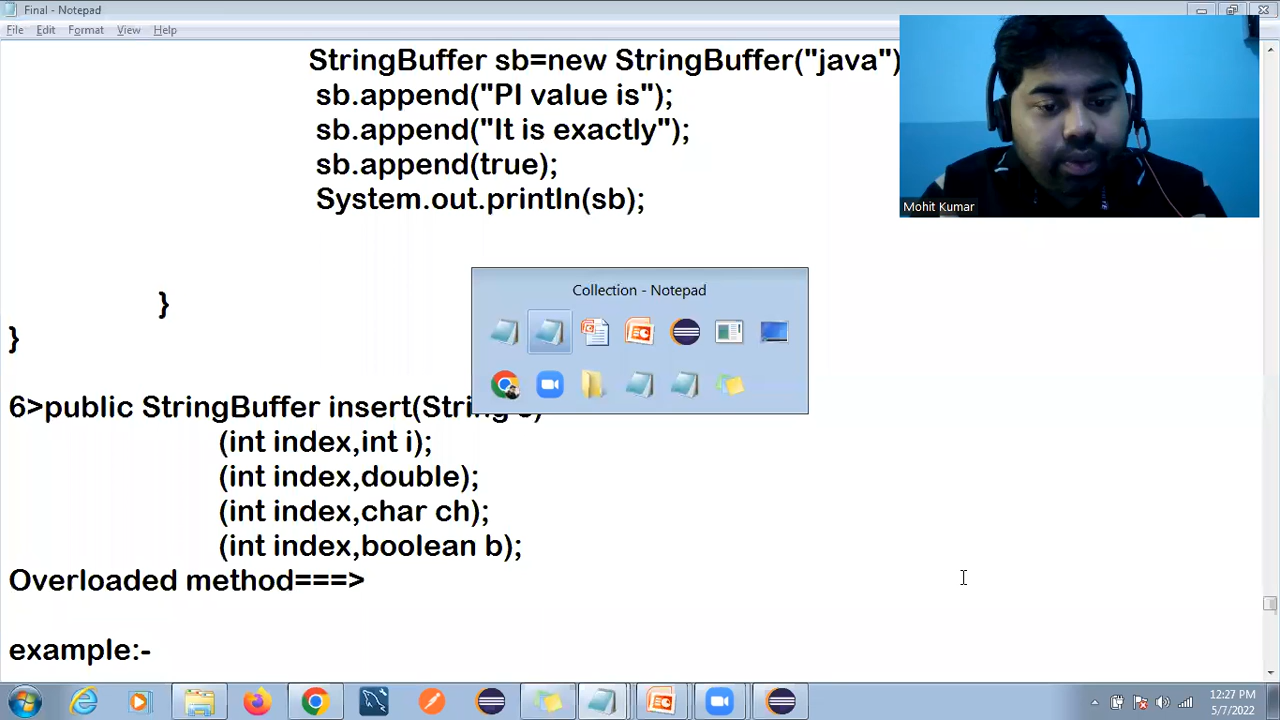 Final - Notepad
File Edit Format View Help
StringBuffer sb=new StringBuffer("java")
sb.append("PI value is");
sb.append("It is exactly");
sb.append(true);
System.out.println(sb);
Mohit Kumar
}
}
Collection - Notepad
6>public StringBuffer insert(String s)
(int index,int i);
(int index,double);
(int index,char ch);
(int index,boolean b);
Overloaded method===>
example:-
12:27 PM
5/7/2022